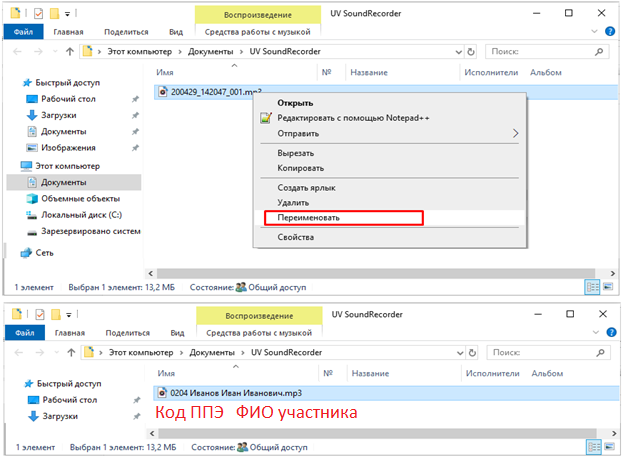 Воспроизведение UV SoundRecorder
Файл Главная Поделиться Вид Средства работы с музыкой
Этот компьютер Документы UV SoundRecorder Поиск:
Имя № Название Исполнители Альбом
Быстрый доступ
200429_142047_001.mp3
Рабочий стол
Открыть
Загрузки
Редактировать с помощью Notepad++
Документы
Отправить
Изображения
Вырезать
Этот компьютер
Копировать
Документы
Создать ярлык
Объемные объекты
Удалить
Локальный диск (C:)
Переименовать
Зарезервировано систем
Свойства
Сеть
1 элемент Выбран 1 элемент: 13,2 МБ Состояние: Общий доступ
Воспроизведение UV SoundRecorder
Файл Главная Поделиться Вид Средства работы с музыкой
Этот компьютер Документы UV SoundRecorder Поиск:
Имя № Название Исполнители Альбом
Быстрый доступ
0204 Иванов Иван Иванович.mp3
Рабочий стол
Код ППЭ ФИО участника
Загрузки
1 элемент Выбран 1 элемент: 13,2 МБ Состояние: Общий доступ